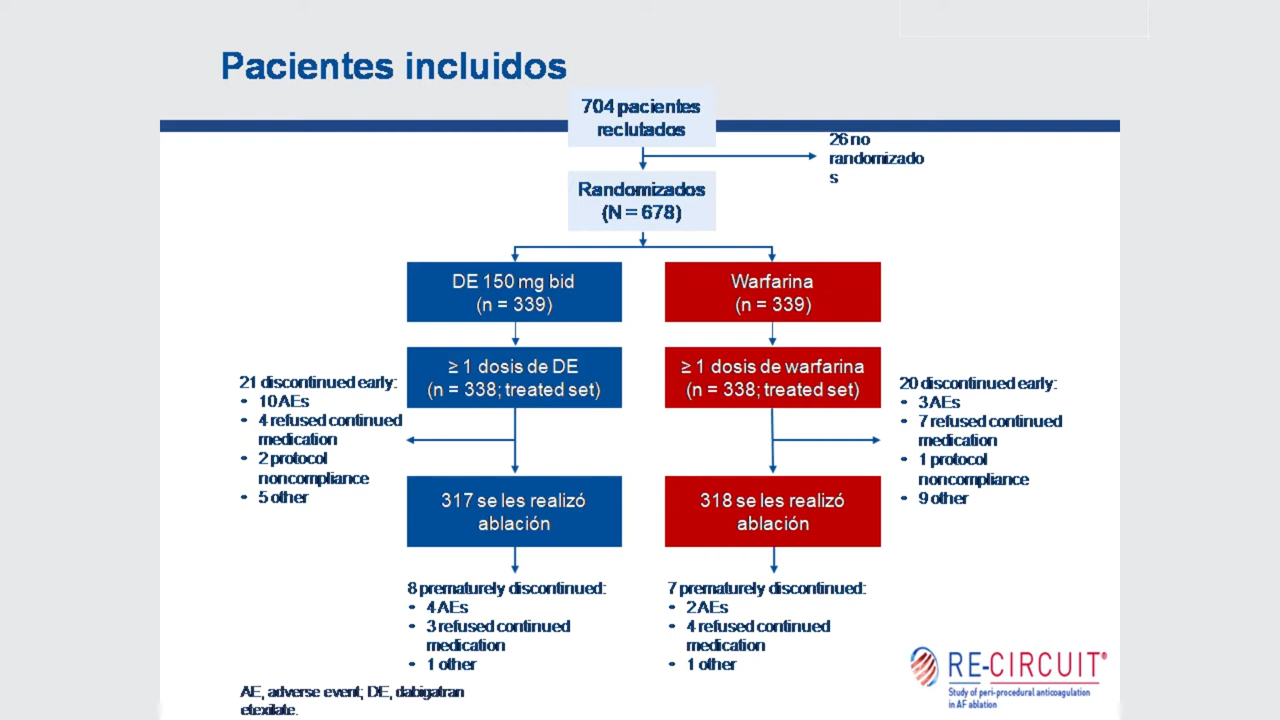 Pacientes incluidos
704 pacientes
reclutados
26 no
randomizado
s
Randomizados
(N = 678)
DE 150 mg bid
(n = 339)
Warfarina
(n = 339)
≥ 1 dosis de DE
(n = 338; treated set)
≥ 1 dosis de warfarina
(n = 338; treated set)
21 discontinued early:
• 10 AEs
• 4 refused continued
medication
• 2 protocol
noncompliance
• 5 other
20 discontinued early:
• 3 AEs
• 7 refused continued
medication
• 1 protocol
noncompliance
• 9 other
317 se les realizó
ablación
318 se les realizó
ablación
8 prematurely discontinued:
• 4 AEs
• 3 refused continued
medication
• 1 other
7 prematurely discontinued:
• 2 AEs
• 4 refused continued
medication
• 1 other
AE, adverse event; DE, dabigatran
etexilate.
RE-CIRCUIT®
Study of peri-procedural anticoagulation
in AF ablation